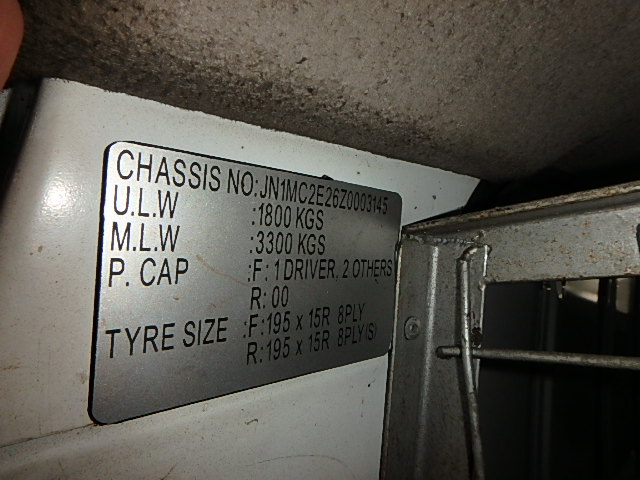 CHASSIS NO:JN1MC2E26Z0003145
U.L.W :1800 KGS
M.L.W :3300 KGS
P. CAP :F: 1 DRIVER, 2 OTHERS
R: 00
TYRE SIZE :F:195 x 15R 8PLY
R:195 x 15R 8PLY(S)